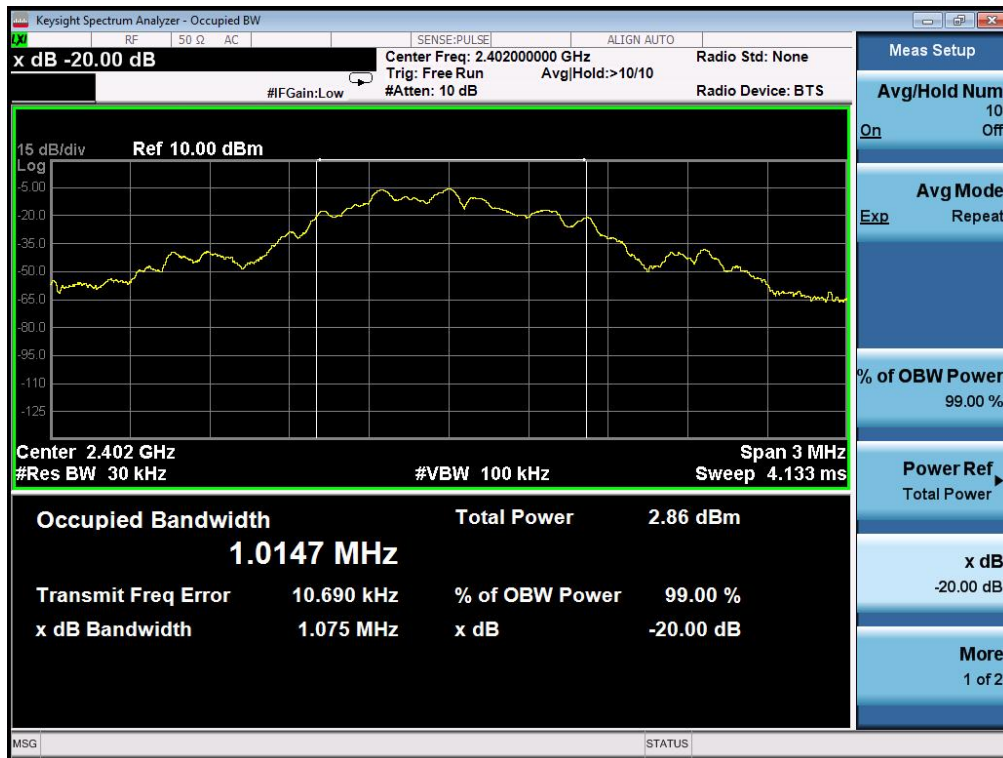 Keysight Spectrum Analyzer - Occupied BW
LXI RF 50 Ω AC SENSE:PULSE ALIGN AUTO
x dB -20.00 dB
Center Freq: 2.402000000 GHz Radio Std: None
Trig: Free Run Avg|Hold:>10/10
#IFGain:Low #Atten: 10 dB Radio Device: BTS
15 dB/div Ref 10.00 dBm
Log
-5.00
-20.0
-35.0
-50.0
-65.0
-80.0
-95.0
-110
-125
Center 2.402 GHz Span 3 MHz
#Res BW 30 kHz #VBW 100 kHz Sweep 4.133 ms
Occupied Bandwidth Total Power 2.86 dBm
1.0147 MHz
Transmit Freq Error 10.690 kHz % of OBW Power 99.00 %
x dB Bandwidth 1.075 MHz x dB -20.00 dB
MSG STATUS
Meas Setup
Avg/Hold Num
10
On Off
Avg Mode
Exp Repeat
% of OBW Power
99.00 %
Power Ref
Total Power
x dB
-20.00 dB
More
1 of 2